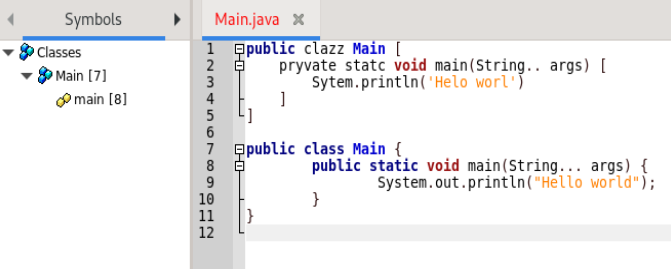 Symbols
Main.java
Classes
Main [7]
main [8]
1 public clazz Main [
2     pryvate statc void main(String.. args) [
3         Sytem.println('Helo worl')
4     ]
5 ]
6
7 public class Main {
8         public static void main(String... args) {
9                 System.out.println("Hello world");
10         }
11 }
12